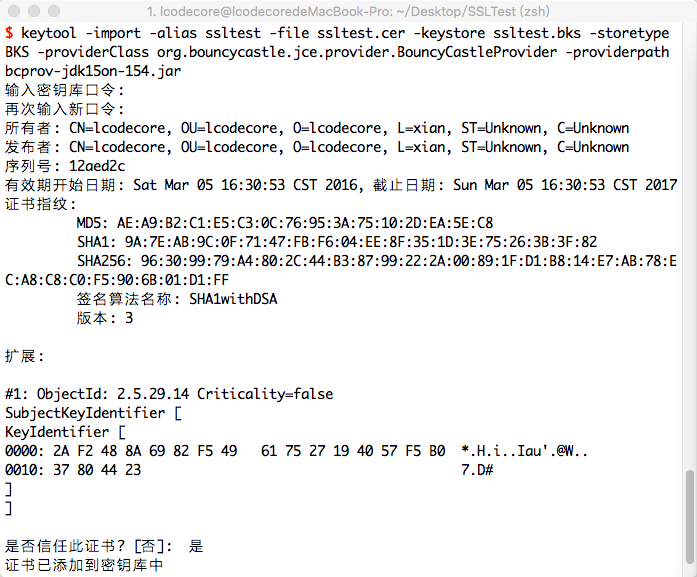 1. lcodecore@lcodecoredeMacBook-Pro: ~/Desktop/SSLTest (zsh)
$ keytool -import -alias ssltest -file ssltest.cer -keystore ssltest.bks -storetype
BKS -providerClass org.bouncycastle.jce.provider.BouncyCastleProvider -providerpath
bcprov-jdk15on-154.jar
输入密钥库口令:
再次输入新口令:
所有者: CN=lcodecore, OU=lcodecore, O=lcodecore, L=xian, ST=Unknown, C=Unknown
发布者: CN=lcodecore, OU=lcodecore, O=lcodecore, L=xian, ST=Unknown, C=Unknown
序列号: 12aed2c
有效期开始日期: Sat Mar 05 16:30:53 CST 2016, 截止日期: Sun Mar 05 16:30:53 CST 2017
证书指纹:
MD5: AE:A9:B2:C1:E5:C3:0C:76:95:3A:75:10:2D:EA:5E:C8
SHA1: 9A:7E:AB:9C:0F:71:47:FB:F6:04:EE:8F:35:1D:3E:75:26:3B:3F:82
SHA256: 96:30:99:79:A4:80:2C:44:B3:87:99:22:2A:00:89:1F:D1:B8:14:E7:AB:78:E
C:A8:C8:C0:F5:90:6B:01:D1:FF
签名算法名称: SHA1withDSA
版本: 3
扩展:
#1: ObjectId: 2.5.29.14 Criticality=false
SubjectKeyIdentifier [
KeyIdentifier [
0000: 2A F2 48 8A 69 82 F5 49   61 75 27 19 40 57 F5 B0  *.H.i..Iau'.@W..
0010: 37 80 44 23                                        7.D#
]
]
是否信任此证书? [否]:  是
证书已添加到密钥库中